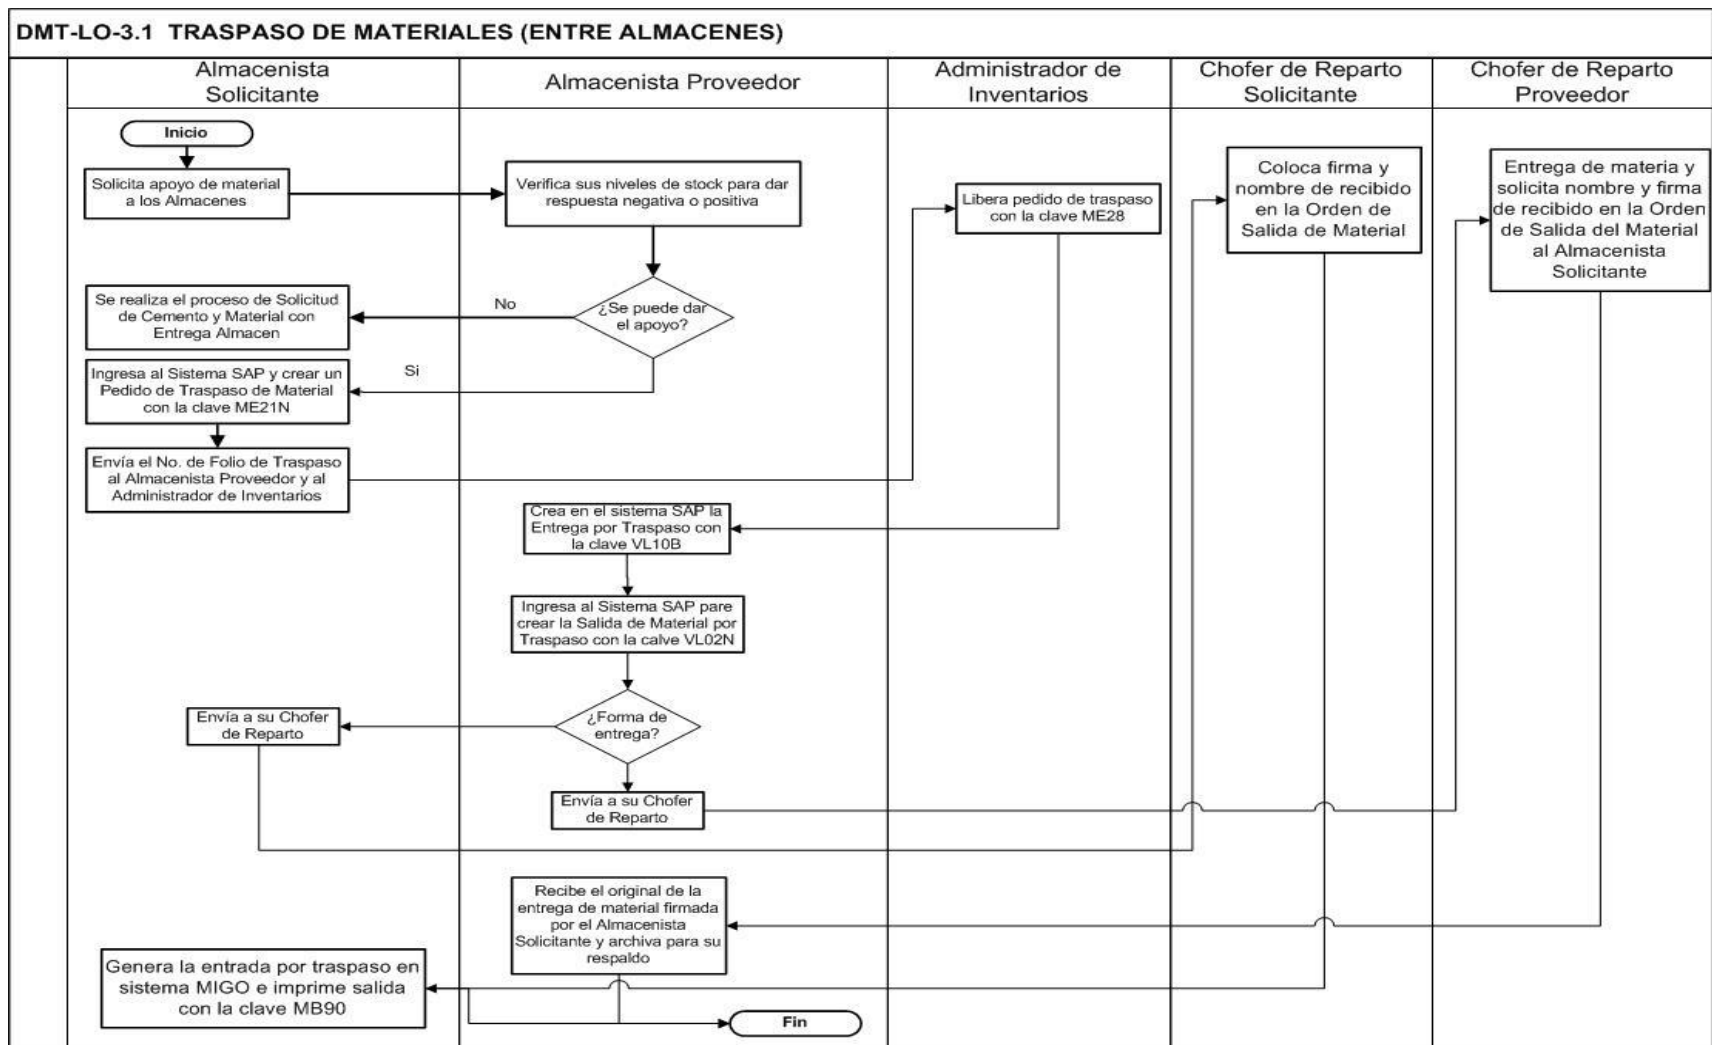 DMT-LO-3.1 TRASPASO DE MATERIALES (ENTRE ALMACENES)
Almacenista
Solicitante
Almacenista Proveedor
Administrador de
Inventarios
Chofer de Reparto
Solicitante
Chofer de Reparto
Proveedor
Inicio
Solicita apoyo de material
a los Almacenes
Verifica sus niveles de stock para dar
respuesta negativa o positiva
Libera pedido de traspaso
con la clave ME28
Coloca firma y
nombre de recibido
en la Orden de
Salida de Material
Entrega de materia y
solicita nombre y firma
de recibido en la Orden
de Salida del Material
al Almacenista
Solicitante
¿Se puede dar
el apoyo?
No
Se realiza el proceso de Solicitud
de Cemento y Material con
Entrega Almacen
Si
Ingresa al Sistema SAP y crear un
Pedido de Traspaso de Material
con la clave ME21N
Envía el No. de Folio de Traspaso
al Almacenista Proveedor y al
Administrador de Inventarios
Crea en el sistema SAP la
Entrega por Traspaso con
la clave VL10B
Ingresa al Sistema SAP pare
crear la Salida de Material por
Traspaso con la calve VL02N
¿Forma de
entrega?
Envía a su Chofer
de Reparto
Envía a su Chofer
de Reparto
Recibe el original de la
entrega de material firmada
por el Almacenista
Solicitante y archiva para su
respaldo
Genera la entrada por traspaso en
sistema MIGO e imprime salida
con la clave MB90
Fin